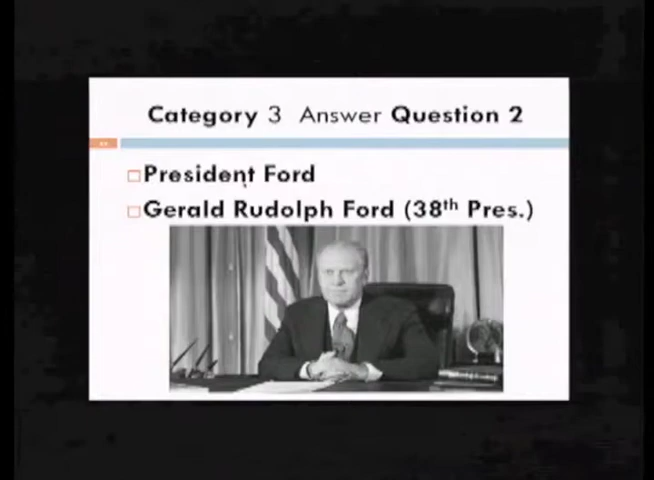 Category 3 Answer Question 2
President Ford
Gerald Rudolph Ford (38th Pres.)